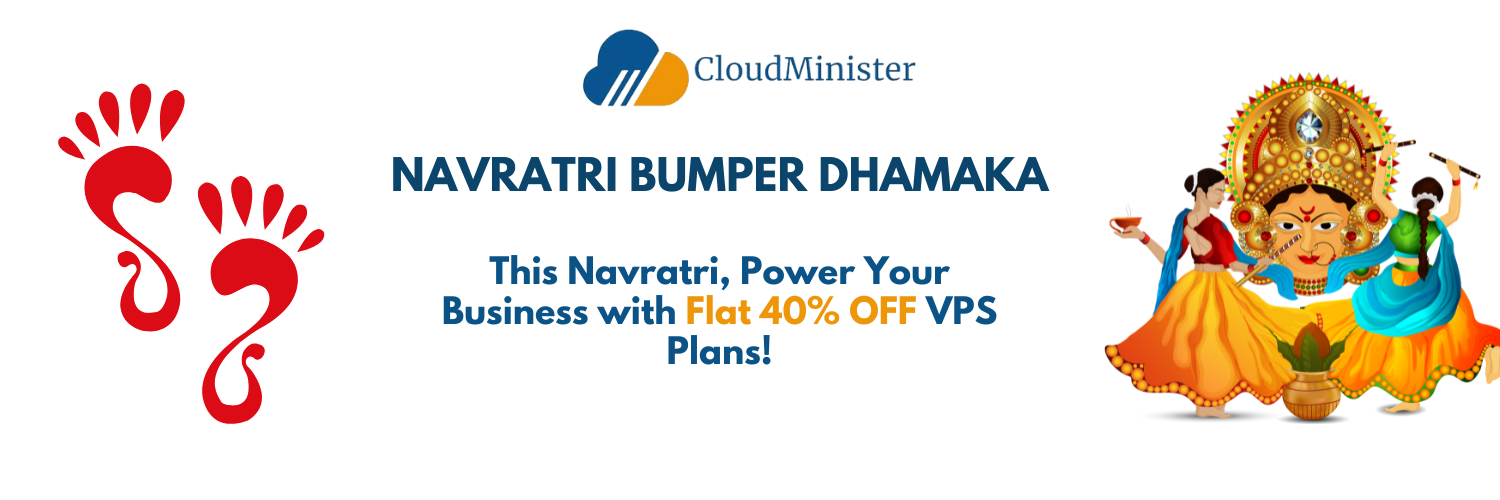 CloudMinister
NAVRATRI BUMPER DHAMAKA
This Navratri, Power Your
Business with Flat 40% OFF VPS
Plans!